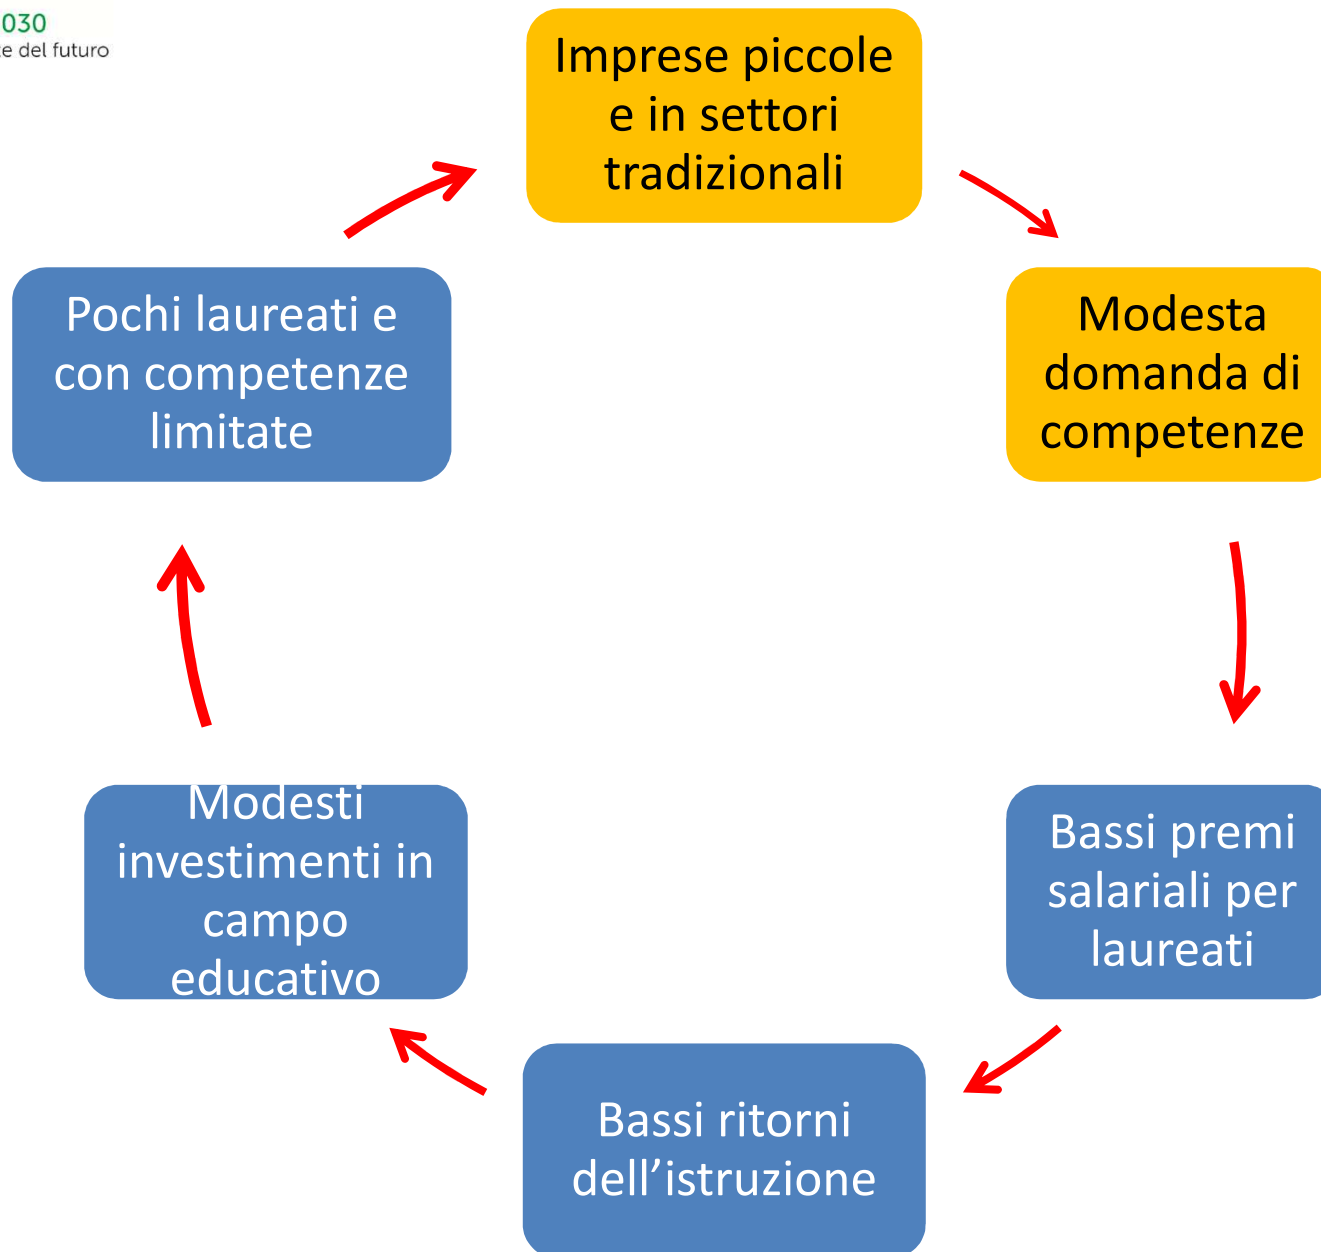 030
e del futuro
Imprese piccole
e in settori
tradizionali
Modesta
domanda di
competenze
Bassi premi
salariali per
laureati
Bassi ritorni
dell’istruzione
Modesti
investimenti in
campo
educativo
Pochi laureati e
con competenze
limitate